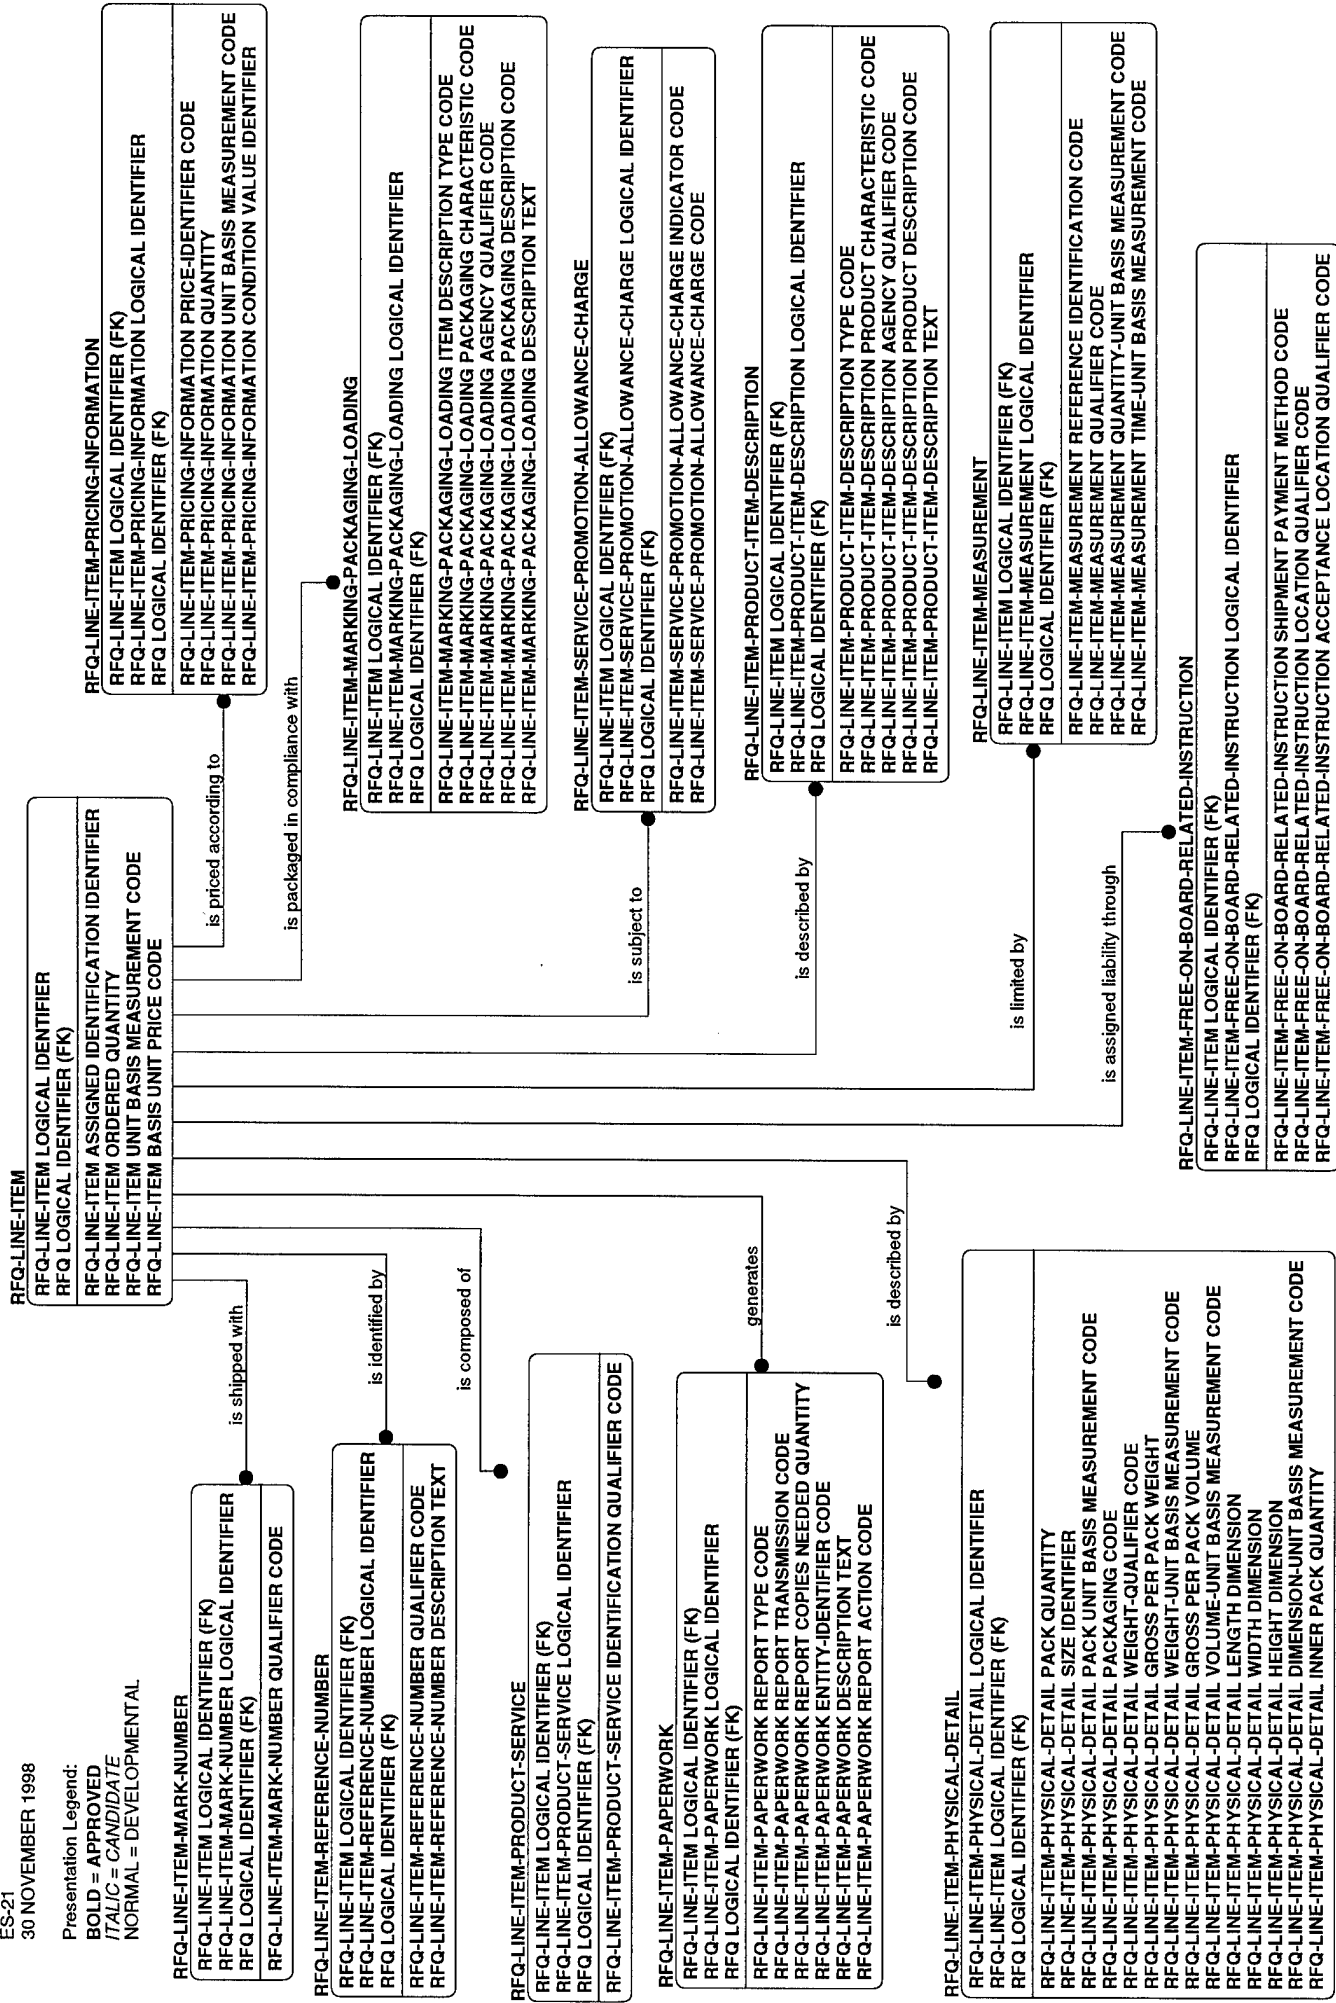 ES-21
30 NOVEMBER 1998
Presentation Legend:
BOLD = APPROVED
ITALIC = CANDIDATE
NORMAL = DEVELOPMENTAL
RFQ-LINE-ITEM
RFQ-LINE-ITEM LOGICAL IDENTIFIER
RFQ LOGICAL IDENTIFIER (FK)
RFQ-LINE-ITEM ASSIGNED IDENTIFICATION IDENTIFIER
RFQ-LINE-ITEM ORDERED QUANTITY
RFQ-LINE-ITEM UNIT BASIS MEASUREMENT CODE
RFQ-LINE-ITEM BASIS UNIT PRICE CODE
is shipped with
RFQ-LINE-ITEM-MARK-NUMBER
RFQ-LINE-ITEM LOGICAL IDENTIFIER (FK)
RFQ-LINE-ITEM-MARK-NUMBER LOGICAL IDENTIFIER
RFQ LOGICAL IDENTIFIER (FK)
RFQ-LINE-ITEM-MARK-NUMBER QUALIFIER CODE
is identified by
RFQ-LINE-ITEM-REFERENCE-NUMBER
RFQ-LINE-ITEM LOGICAL IDENTIFIER (FK)
RFQ-LINE-ITEM-REFERENCE-NUMBER LOGICAL IDENTIFIER
RFQ LOGICAL IDENTIFIER (FK)
RFQ-LINE-ITEM-REFERENCE-NUMBER QUALIFIER CODE
RFQ-LINE-ITEM-REFERENCE-NUMBER DESCRIPTION TEXT
is composed of
RFQ-LINE-ITEM-PRODUCT-SERVICE
RFQ-LINE-ITEM LOGICAL IDENTIFIER (FK)
RFQ-LINE-ITEM-PRODUCT-SERVICE LOGICAL IDENTIFIER
RFQ LOGICAL IDENTIFIER (FK)
RFQ-LINE-ITEM-PRODUCT-SERVICE IDENTIFICATION QUALIFIER CODE
generates
RFQ-LINE-ITEM-PAPERWORK
RFQ-LINE-ITEM LOGICAL IDENTIFIER (FK)
RFQ-LINE-ITEM-PAPERWORK LOGICAL IDENTIFIER
RFQ LOGICAL IDENTIFIER (FK)
RFQ-LINE-ITEM-PAPERWORK REPORT TYPE CODE
RFQ-LINE-ITEM-PAPERWORK REPORT TRANSMISSION CODE
RFQ-LINE-ITEM-PAPERWORK REPORT COPIES NEEDED QUANTITY
RFQ-LINE-ITEM-PAPERWORK ENTITY-IDENTIFIER CODE
RFQ-LINE-ITEM-PAPERWORK DESCRIPTION TEXT
RFQ-LINE-ITEM-PAPERWORK REPORT ACTION CODE
is described by
RFQ-LINE-ITEM-PHYSICAL-DETAIL
RFQ-LINE-ITEM-PHYSICAL-DETAIL LOGICAL IDENTIFIER
RFQ-LINE-ITEM LOGICAL IDENTIFIER (FK)
RFQ LOGICAL IDENTIFIER (FK)
RFQ-LINE-ITEM-PHYSICAL-DETAIL PACK QUANTITY
RFQ-LINE-ITEM-PHYSICAL-DETAIL SIZE IDENTIFIER
RFQ-LINE-ITEM-PHYSICAL-DETAIL PACK UNIT BASIS MEASUREMENT CODE
RFQ-LINE-ITEM-PHYSICAL-DETAIL PACKAGING CODE
RFQ-LINE-ITEM-PHYSICAL-DETAIL WEIGHT-QUALIFIER CODE
RFQ-LINE-ITEM-PHYSICAL-DETAIL GROSS PER PACK WEIGHT
RFQ-LINE-ITEM-PHYSICAL-DETAIL WEIGHT-UNIT BASIS MEASUREMENT CODE
RFQ-LINE-ITEM-PHYSICAL-DETAIL GROSS PER PACK VOLUME
RFQ-LINE-ITEM-PHYSICAL-DETAIL VOLUME-UNIT BASIS MEASUREMENT CODE
RFQ-LINE-ITEM-PHYSICAL-DETAIL LENGTH DIMENSION
RFQ-LINE-ITEM-PHYSICAL-DETAIL WIDTH DIMENSION
RFQ-LINE-ITEM-PHYSICAL-DETAIL HEIGHT DIMENSION
RFQ-LINE-ITEM-PHYSICAL-DETAIL DIMENSION-UNIT BASIS MEASUREMENT CODE
RFQ-LINE-ITEM-PHYSICAL-DETAIL INNER PACK QUANTITY
is priced according to
RFQ-LINE-ITEM-PRICING-INFORMATION
RFQ-LINE-ITEM LOGICAL IDENTIFIER (FK)
RFQ-LINE-ITEM-PRICING-INFORMATION LOGICAL IDENTIFIER
RFQ LOGICAL IDENTIFIER (FK)
RFQ-LINE-ITEM-PRICING-INFORMATION PRICE-IDENTIFIER CODE
RFQ-LINE-ITEM-PRICING-INFORMATION QUANTITY
RFQ-LINE-ITEM-PRICING-INFORMATION UNIT BASIS MEASUREMENT CODE
RFQ-LINE-ITEM-PRICING-INFORMATION CONDITION VALUE IDENTIFIER
is packaged in compliance with
RFQ-LINE-ITEM-MARKING-PACKAGING-LOADING
RFQ-LINE-ITEM LOGICAL IDENTIFIER (FK)
RFQ-LINE-ITEM-MARKING-PACKAGING-LOADING LOGICAL IDENTIFIER
RFQ LOGICAL IDENTIFIER (FK)
RFQ-LINE-ITEM-MARKING-PACKAGING-LOADING ITEM DESCRIPTION TYPE CODE
RFQ-LINE-ITEM-MARKING-PACKAGING-LOADING PACKAGING CHARACTERISTIC CODE
RFQ-LINE-ITEM-MARKING-PACKAGING-LOADING AGENCY QUALIFIER CODE
RFQ-LINE-ITEM-MARKING-PACKAGING-LOADING PACKAGING DESCRIPTION CODE
RFQ-LINE-ITEM-MARKING-PACKAGING-LOADING DESCRIPTION TEXT
is subject to
RFQ-LINE-ITEM-SERVICE-PROMOTION-ALLOWANCE-CHARGE
RFQ-LINE-ITEM LOGICAL IDENTIFIER (FK)
RFQ-LINE-ITEM-SERVICE-PROMOTION-ALLOWANCE-CHARGE LOGICAL IDENTIFIER
RFQ LOGICAL IDENTIFIER (FK)
RFQ-LINE-ITEM-SERVICE-PROMOTION-ALLOWANCE-CHARGE INDICATOR CODE
RFQ-LINE-ITEM-SERVICE-PROMOTION-ALLOWANCE-CHARGE CODE
is described by
RFQ-LINE-ITEM-PRODUCT-ITEM-DESCRIPTION
RFQ-LINE-ITEM LOGICAL IDENTIFIER (FK)
RFQ-LINE-ITEM-PRODUCT-ITEM-DESCRIPTION LOGICAL IDENTIFIER
RFQ LOGICAL IDENTIFIER (FK)
RFQ-LINE-ITEM-PRODUCT-ITEM-DESCRIPTION TYPE CODE
RFQ-LINE-ITEM-PRODUCT-ITEM-DESCRIPTION PRODUCT CHARACTERISTIC CODE
RFQ-LINE-ITEM-PRODUCT-ITEM-DESCRIPTION AGENCY QUALIFIER CODE
RFQ-LINE-ITEM-PRODUCT-ITEM-DESCRIPTION PRODUCT DESCRIPTION CODE
RFQ-LINE-ITEM-PRODUCT-ITEM-DESCRIPTION TEXT
is limited by
RFQ-LINE-ITEM-MEASUREMENT
RFQ-LINE-ITEM LOGICAL IDENTIFIER (FK)
RFQ-LINE-ITEM-MEASUREMENT LOGICAL IDENTIFIER
RFQ LOGICAL IDENTIFIER (FK)
RFQ-LINE-ITEM-MEASUREMENT REFERENCE IDENTIFICATION CODE
RFQ-LINE-ITEM-MEASUREMENT QUALIFIER CODE
RFQ-LINE-ITEM-MEASUREMENT QUANTITY-UNIT BASIS MEASUREMENT CODE
RFQ-LINE-ITEM-MEASUREMENT TIME-UNIT BASIS MEASUREMENT CODE
is assigned liability through
RFQ-LINE-ITEM-FREE-ON-BOARD-RELATED-INSTRUCTION
RFQ-LINE-ITEM LOGICAL IDENTIFIER (FK)
RFQ-LINE-ITEM-FREE-ON-BOARD-RELATED-INSTRUCTION LOGICAL IDENTIFIER
RFQ LOGICAL IDENTIFIER (FK)
RFQ-LINE-ITEM-FREE-ON-BOARD-RELATED-INSTRUCTION SHIPMENT PAYMENT METHOD CODE
RFQ-LINE-ITEM-FREE-ON-BOARD-RELATED-INSTRUCTION LOCATION QUALIFIER CODE
RFQ-LINE-ITEM-FREE-ON-BOARD-RELATED-INSTRUCTION ACCEPTANCE LOCATION QUALIFIER CODE